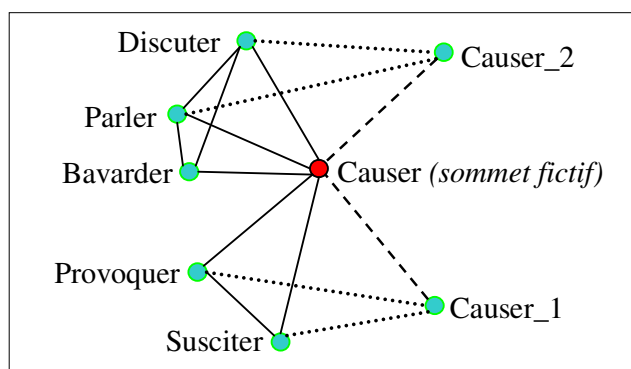 Discuter
Causer_2
Parler
Bavarder
Causer (sommet fictif)
Provoquer
Causer_1
Susciter